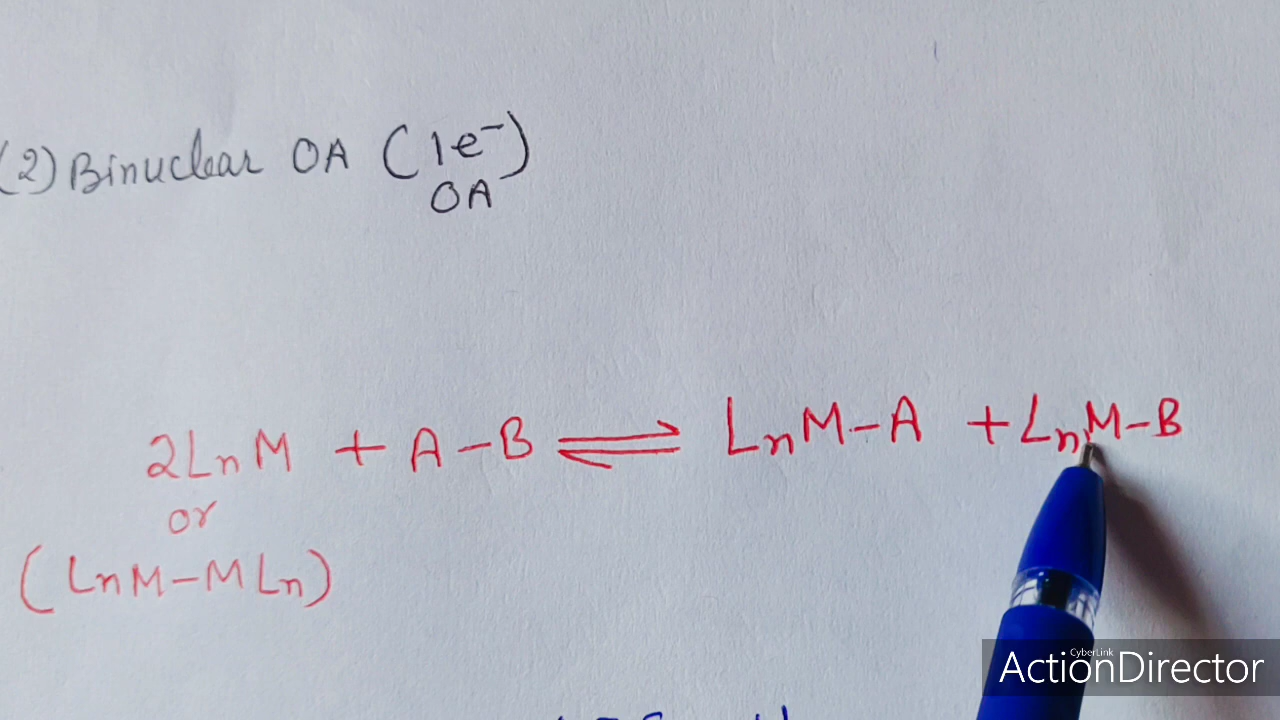 (2) Binuclear OA (1e⁻)
OA
2LnM + A-B ⇌ LnM-A + LnM-B
or
(LnM-MLn)
CyberLink
ActionDirector